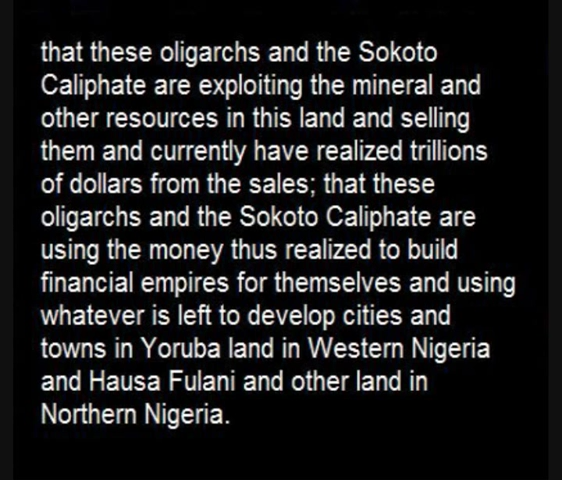 that these oligarchs and the Sokoto
Caliphate are exploiting the mineral and
other resources in this land and selling
them and currently have realized trillions
of dollars from the sales; that these
oligarchs and the Sokoto Caliphate are
using the money thus realized to build
financial empires for themselves and using
whatever is left to develop cities and
towns in Yoruba land in Western Nigeria
and Hausa Fulani and other land in
Northern Nigeria.